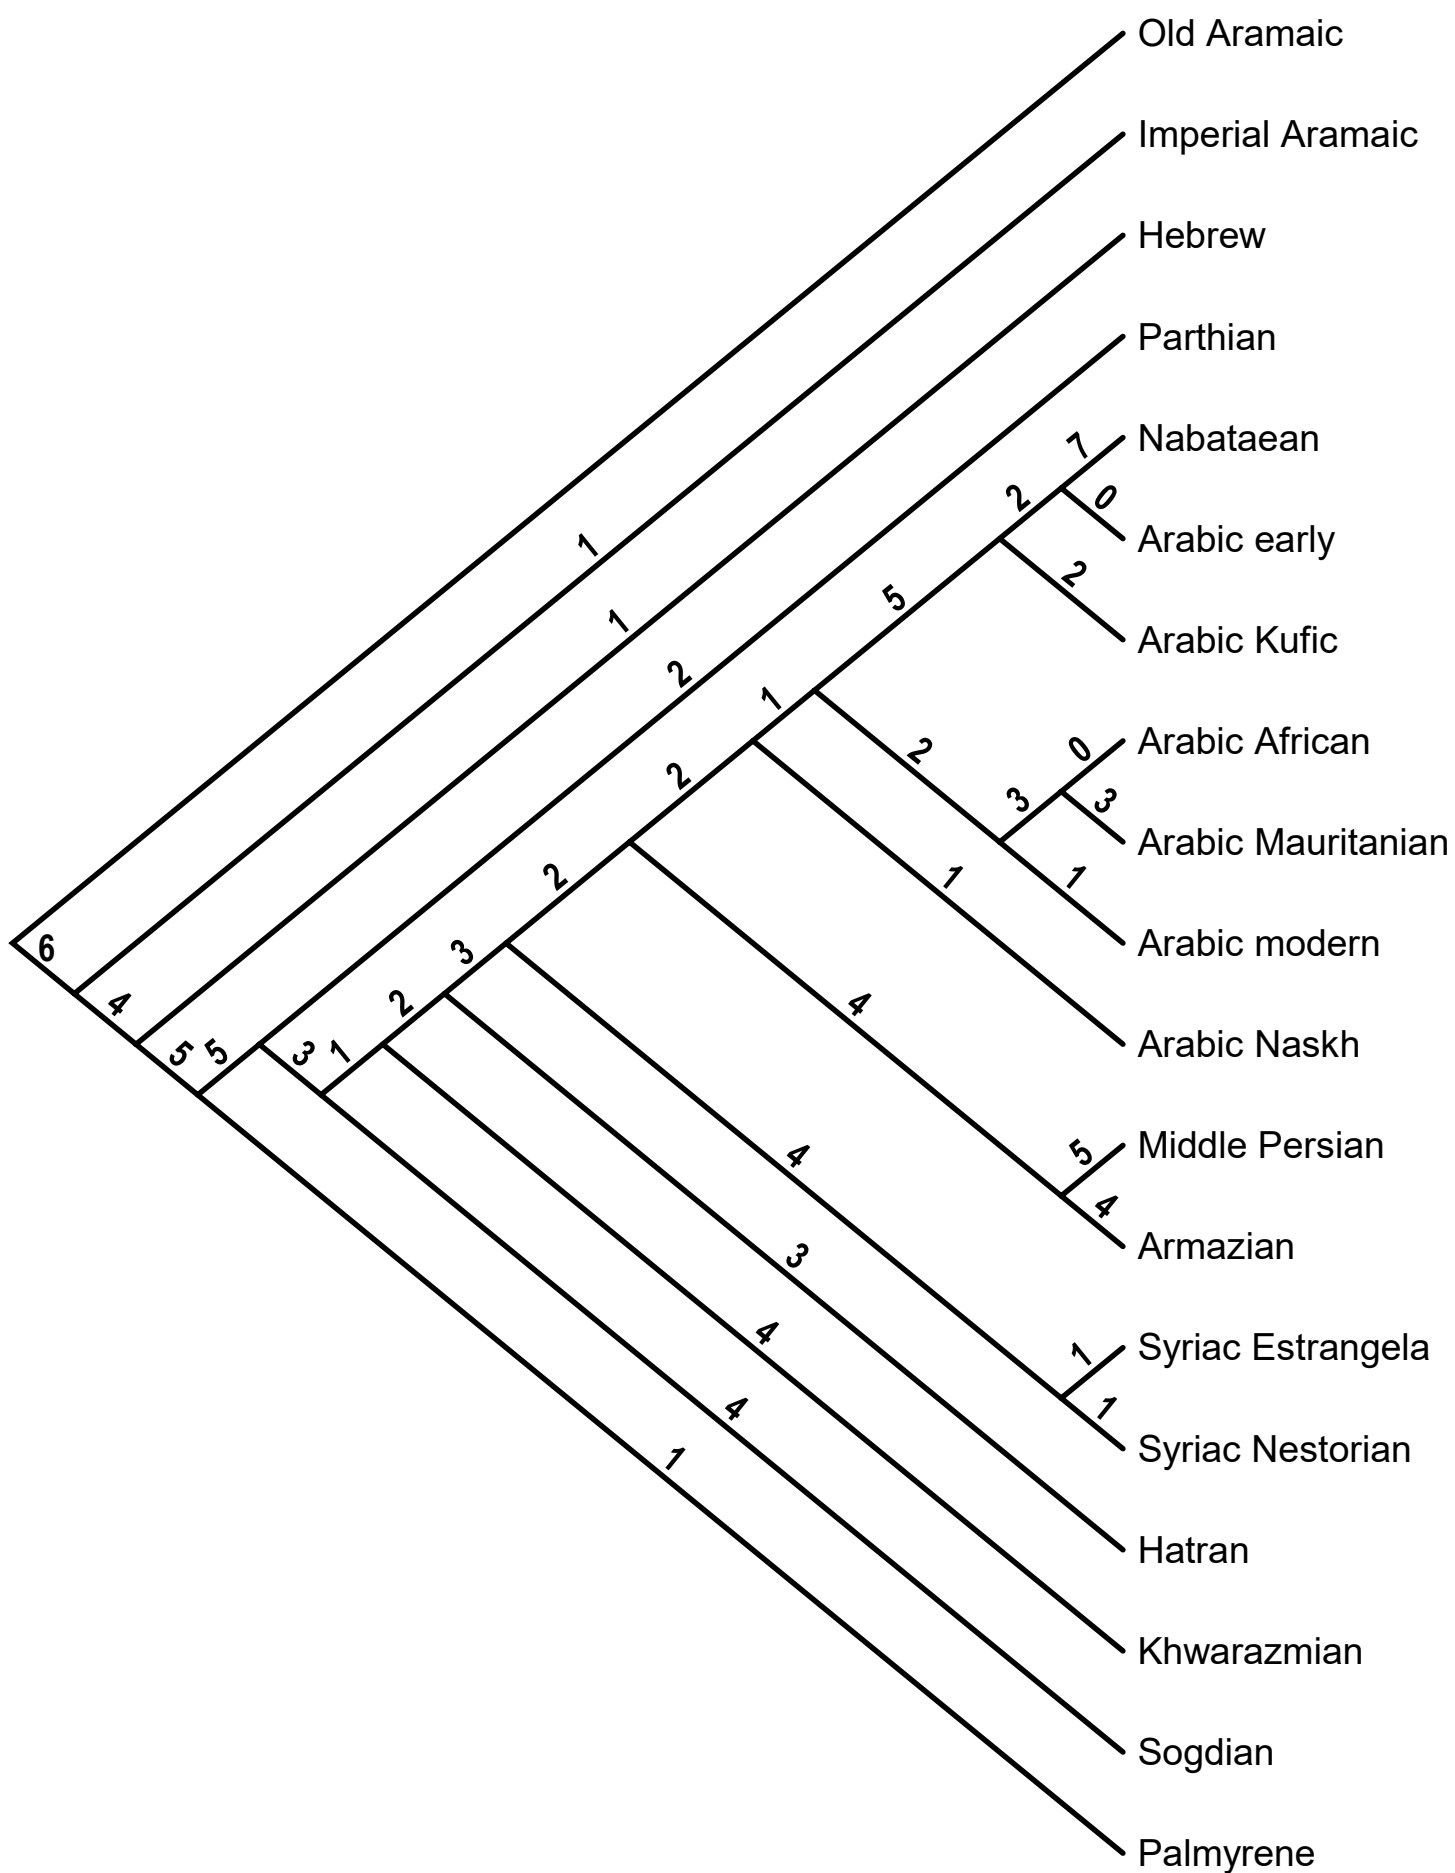 Old Aramaic
Imperial Aramaic
Hebrew
Parthian
7
Nabataean
2
0
Arabic early
2
1
5
Arabic Kufic
1
2
1
2
0
Arabic African
2
3
3
Arabic Mauritanian
2
1
1
6
3
Arabic modern
4
2
4
5
5
3
1
Arabic Naskh
4
5
Middle Persian
4
3
Armazian
4
1
Syriac Estrangela
4
1
1
Syriac Nestorian
Hatran
Khwarazmian
Sogdian
Palmyrene